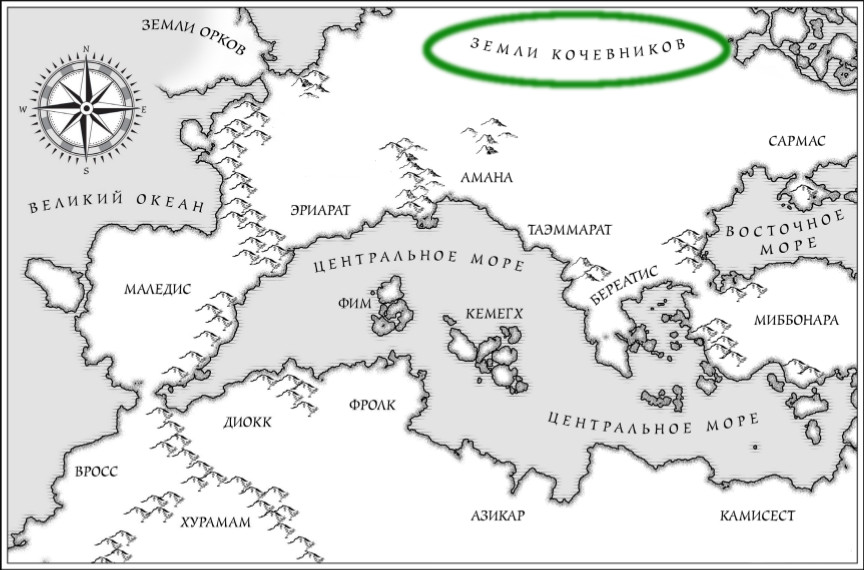 ЗЕМЛИ ОРКОВ
ЗЕМЛИ КОЧЕВНИКОВ
N
W E
S
САРМАС
АМАНА
ВЕЛИКИЙ ОКЕАН
ЭРИАРАТ
ТАЭММАРАТ
ВОСТОЧНОЕ
МОРЕ
ЦЕНТРАЛЬНОЕ МОРЕ
БЕРЕАТИС
МАЛЕДИС
ФИМ
КЕМЕГХ
МИББОНАРА
ДИОКК
ФРОЛК
ЦЕНТРАЛЬНОЕ МОРЕ
ВРОСС
ХУРАМАМ
АЗИКАР
КАМИСЕСТ